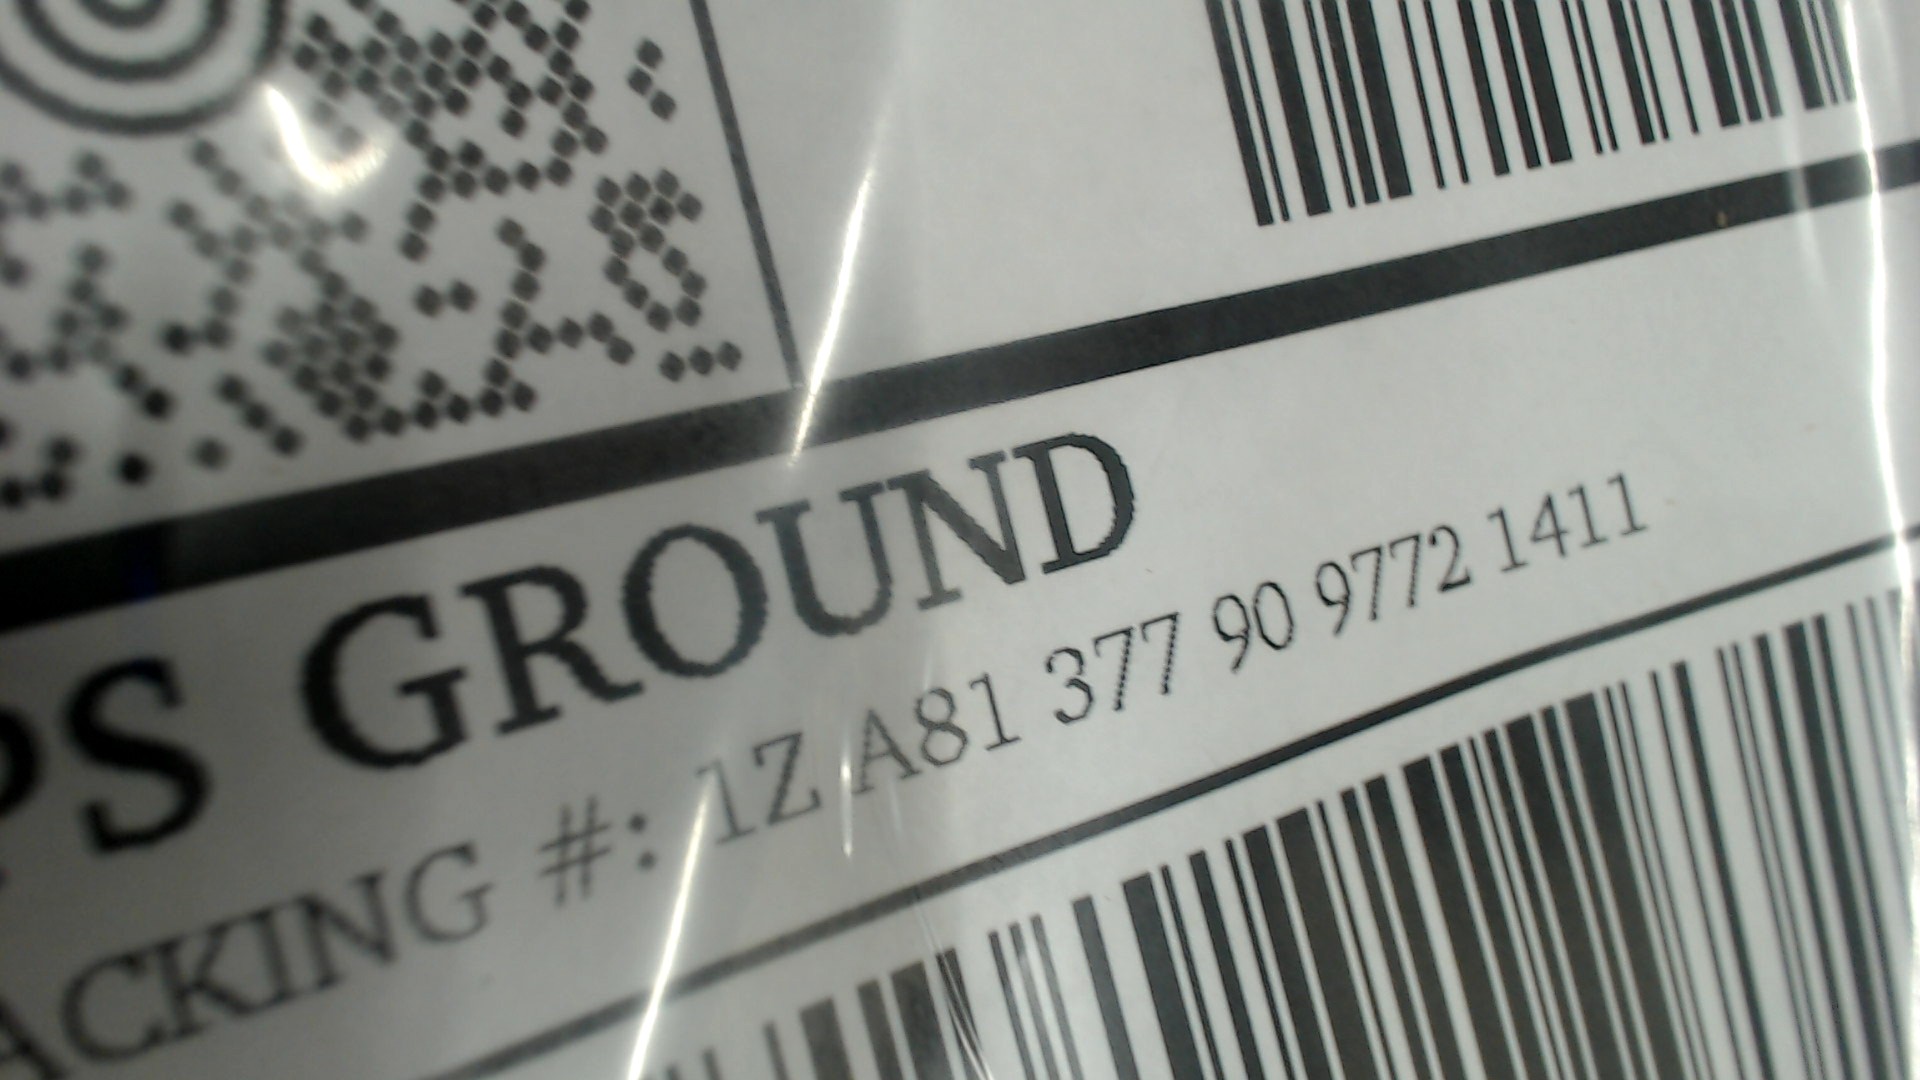 PS GROUND
ACKING #: 1Z A81 377 90 9772 1411